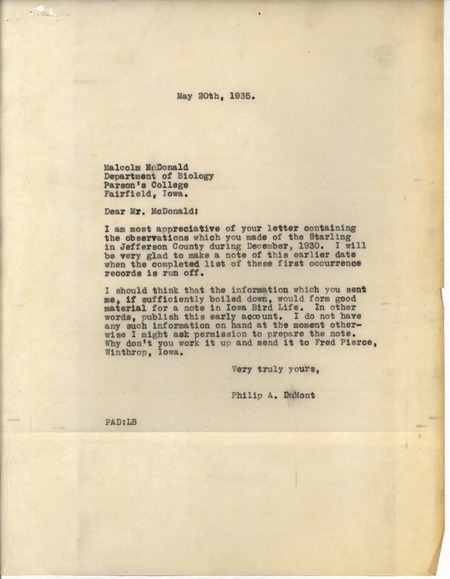 May 20th, 1935.
Malcolm McDonald
Department of Biology
Parson's College
Fairfield, Iowa.
Dear Mr. McDonald:
I am most appreciative of your letter containing
the observations which you made of the Starling
in Jefferson County during December, 1930. I will
be very glad to make a note of this earlier date
when the completed list of these first occurrence
records is run off.
I should think that the information which you sent
me, if sufficiently boiled down, would form good
material for a note in Iowa Bird Life. In other
words, publish this early account. I do not have
any such information on hand at the moment other-
wise I might ask permission to prepare the note.
Why don't you work it up and send it to Fred Pierce,
Winthrop, Iowa.
Very truly yours,
Philip A. DuMont
PAD:LB